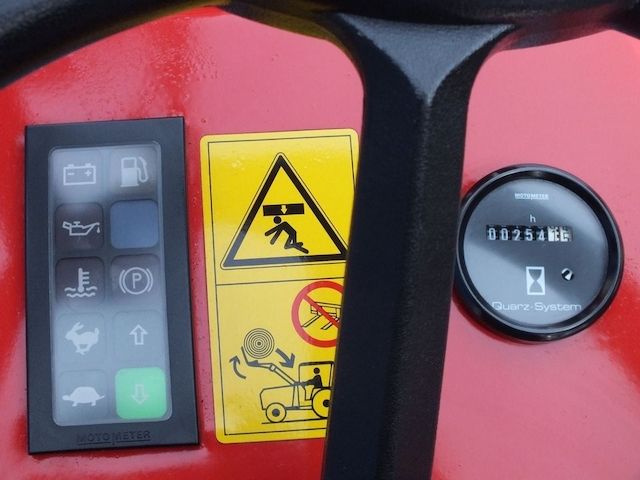 MOTOMETER
h
00254
Quarz-System
P
MOTOMETER